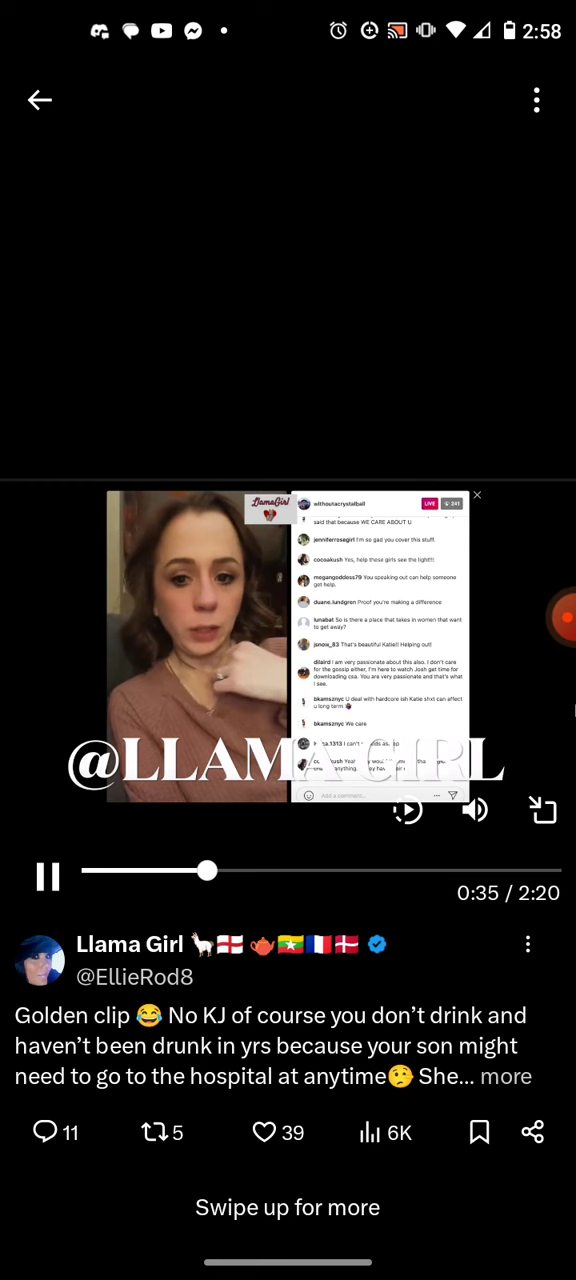 2:58
LlamaGirl
withoutacrystalball
LIVE
241
said that because WE CARE ABOUT U
jenniferrosegirl I'm so gad you cover this stuff
cocoakush Yes, help these girls see the light!!!
megangoddess79 You speaking out can help someone
get help.
duane.lundgren Proof you're making a difference
lunabat So is there a place that takes in women that want
to get away?
jsnow_83 That's beautiful Katie!! Helping out!
dilaird I am very passionate about this also. I don't care
for the gossip either, I'm here to watch Josh get time for
downloading csa. You are very passionate and that's what
I see.
bkamsznyc U deal with hardcore ish Katie shxt can affect
u long term
bkamsznyc We care
@LLAMA GIRL
Add a comment...
0:35 / 2:20
Llama Girl
@EllieRod8
Golden clip 😂 No KJ of course you don’t drink and
haven’t been drunk in yrs because your son might
need to go to the hospital at anytime🤨 She... more
11
5
39
6K
Swipe up for more